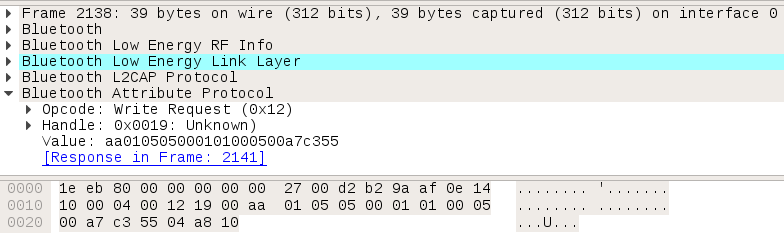 Frame 2138: 39 bytes on wire (312 bits), 39 bytes captured (312 bits) on interface 0
Bluetooth
Bluetooth Low Energy RF Info
Bluetooth Low Energy Link Layer
Bluetooth L2CAP Protocol
Bluetooth Attribute Protocol
Opcode: Write Request (0x12)
Handle: 0x0019: Unknown)
Value: aa010505000101000500a7c355
[Response in Frame: 2141]
0000 1e eb 80 00 00 00 00 00 27 00 d2 b2 9a af 0e 14 ........ '.......
0010 10 00 04 00 12 19 00 aa 01 05 05 00 01 01 00 05 ........ ........
0020 00 a7 c3 55 04 a8 10 ...U...